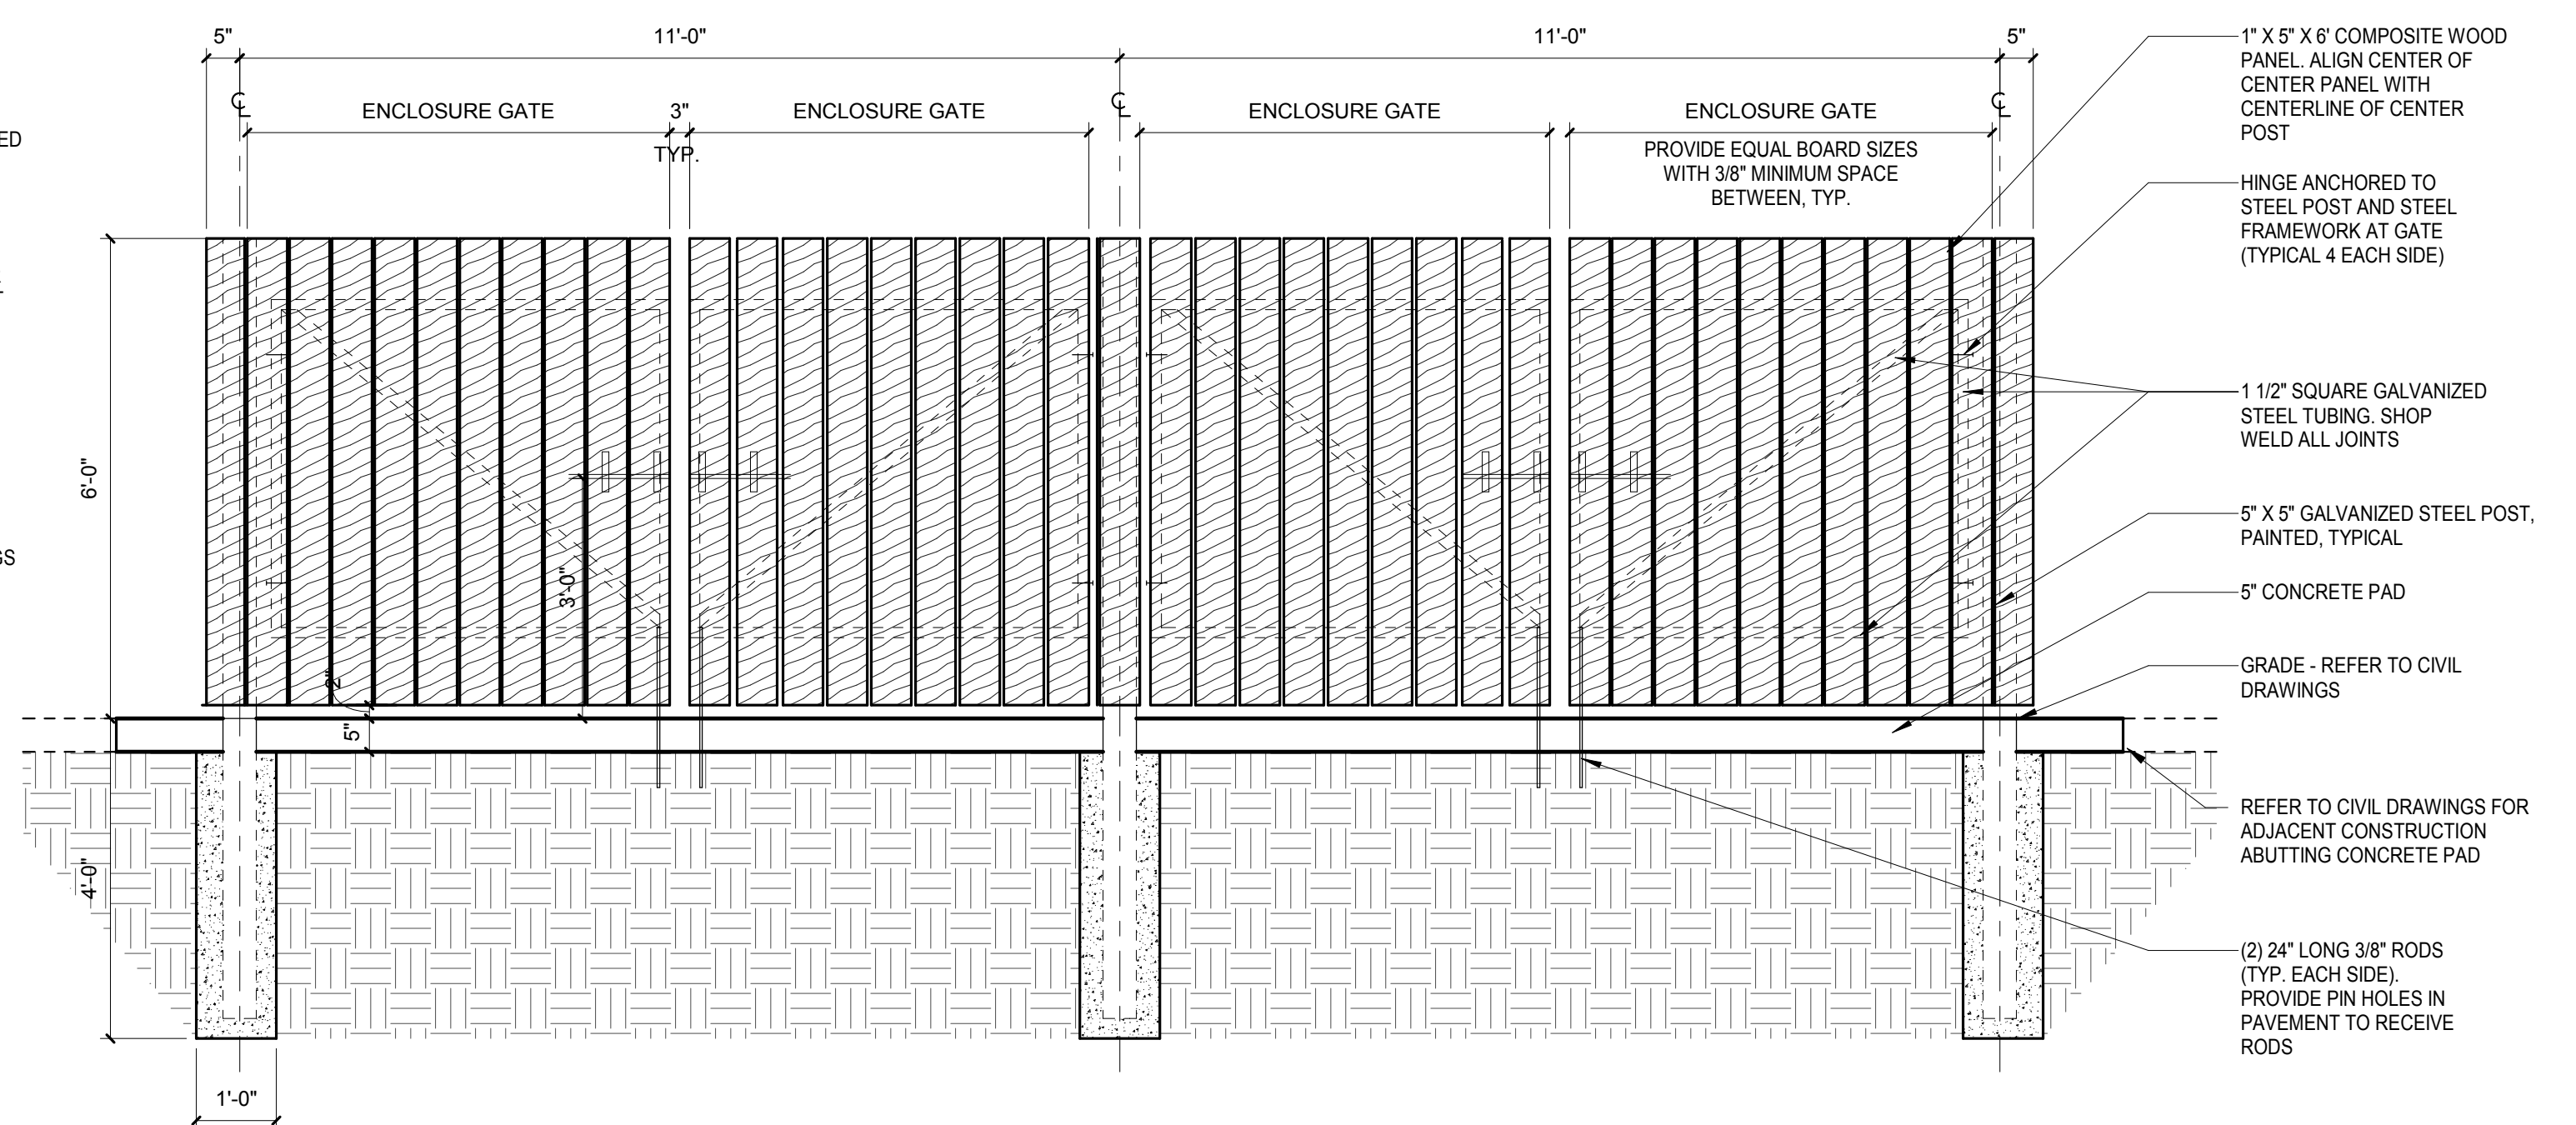 5"
11'-0"
11'-0"
5"
ENCLOSURE GATE
3"
TYP.
ENCLOSURE GATE
ENCLOSURE GATE
ENCLOSURE GATE
PROVIDE EQUAL BOARD SIZES
WITH 3/8" MINIMUM SPACE
BETWEEN, TYP.
℄
℄
℄
ED
GS
6'-0"
3'-0"
2"
5"
4'-0"
1'-0"
1" X 5" X 6' COMPOSITE WOOD
PANEL. ALIGN CENTER OF
CENTER PANEL WITH
CENTERLINE OF CENTER
POST
HINGE ANCHORED TO
STEEL POST AND STEEL
FRAMEWORK AT GATE
(TYPICAL 4 EACH SIDE)
1 1/2" SQUARE GALVANIZED
STEEL TUBING. SHOP
WELD ALL JOINTS
5" X 5" GALVANIZED STEEL POST,
PAINTED, TYPICAL
5" CONCRETE PAD
GRADE - REFER TO CIVIL
DRAWINGS
REFER TO CIVIL DRAWINGS FOR
ADJACENT CONSTRUCTION
ABUTTING CONCRETE PAD
(2) 24" LONG 3/8" RODS
(TYP. EACH SIDE).
PROVIDE PIN HOLES IN
PAVEMENT TO RECEIVE
RODS